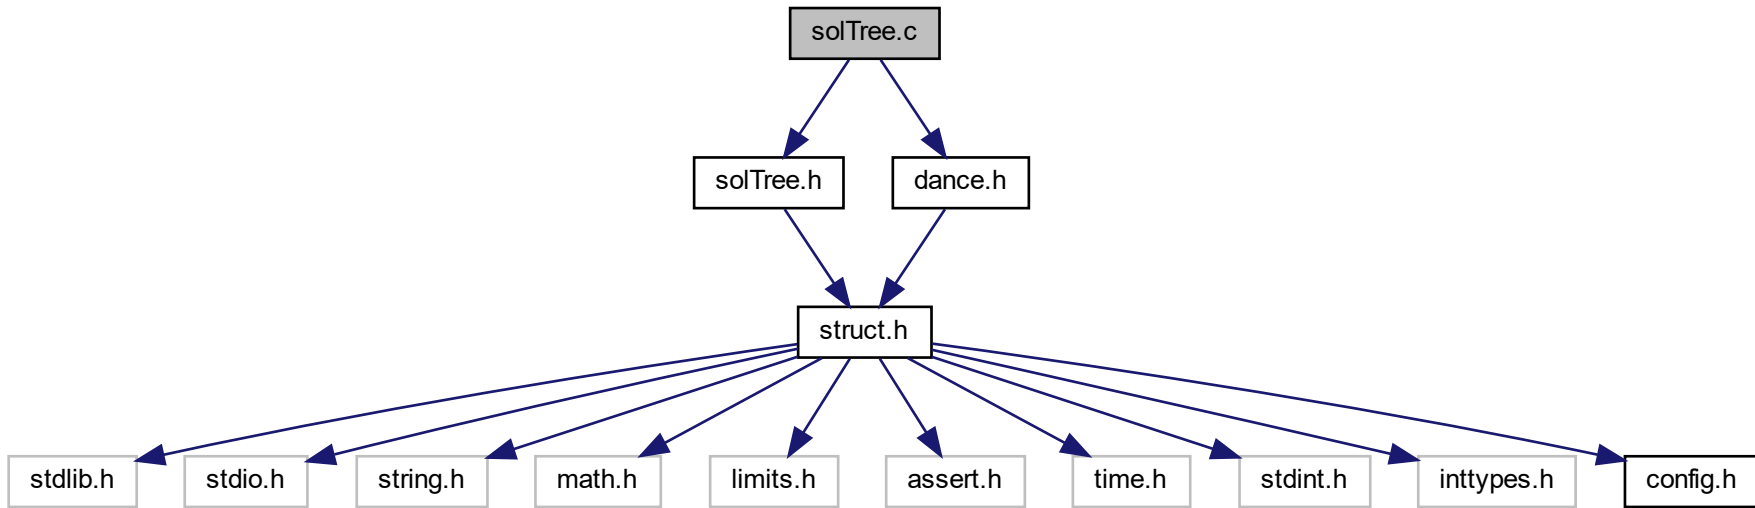 solTree.c
solTree.h
dance.h
struct.h
stdlib.h
stdio.h
string.h
math.h
limits.h
assert.h
time.h
stdint.h
inttypes.h
config.h